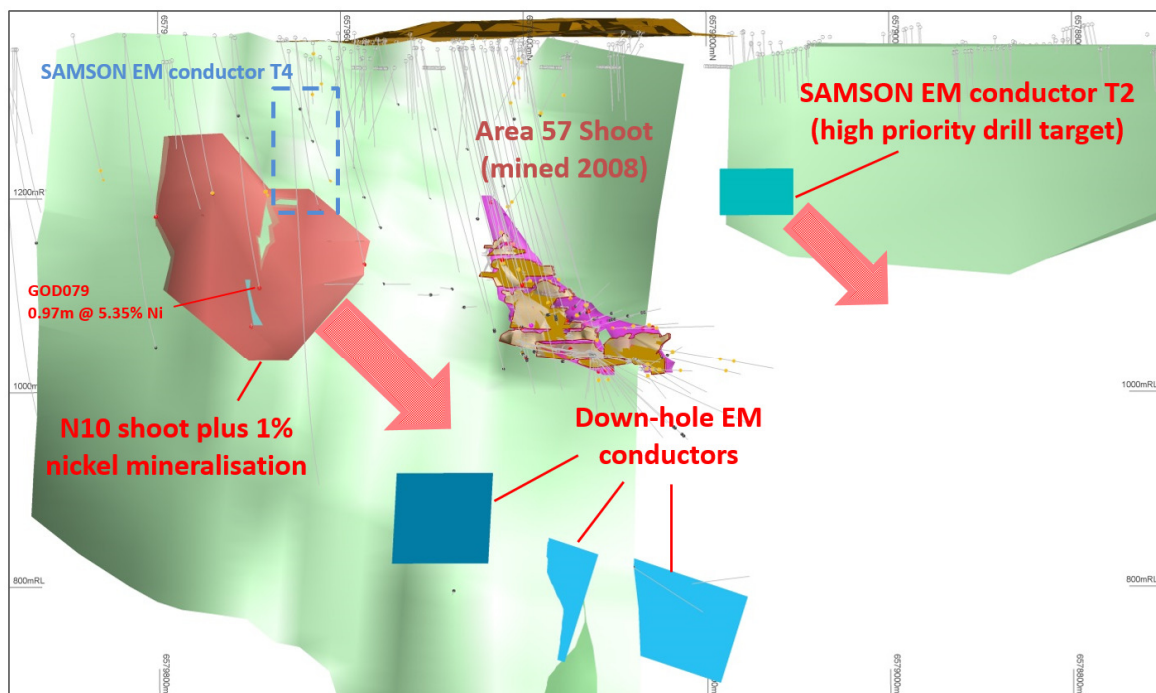 SAMSON EM conductor T4
SAMSON EM conductor T2
(high priority drill target)
Area 57 Shoot
(mined 2008)
1200mRL
GOD079
0.97m @ 5.35% Ni
1000mRL
N10 shoot plus 1%
nickel mineralisation
Down-hole EM
conductors
800mRL
800mRL